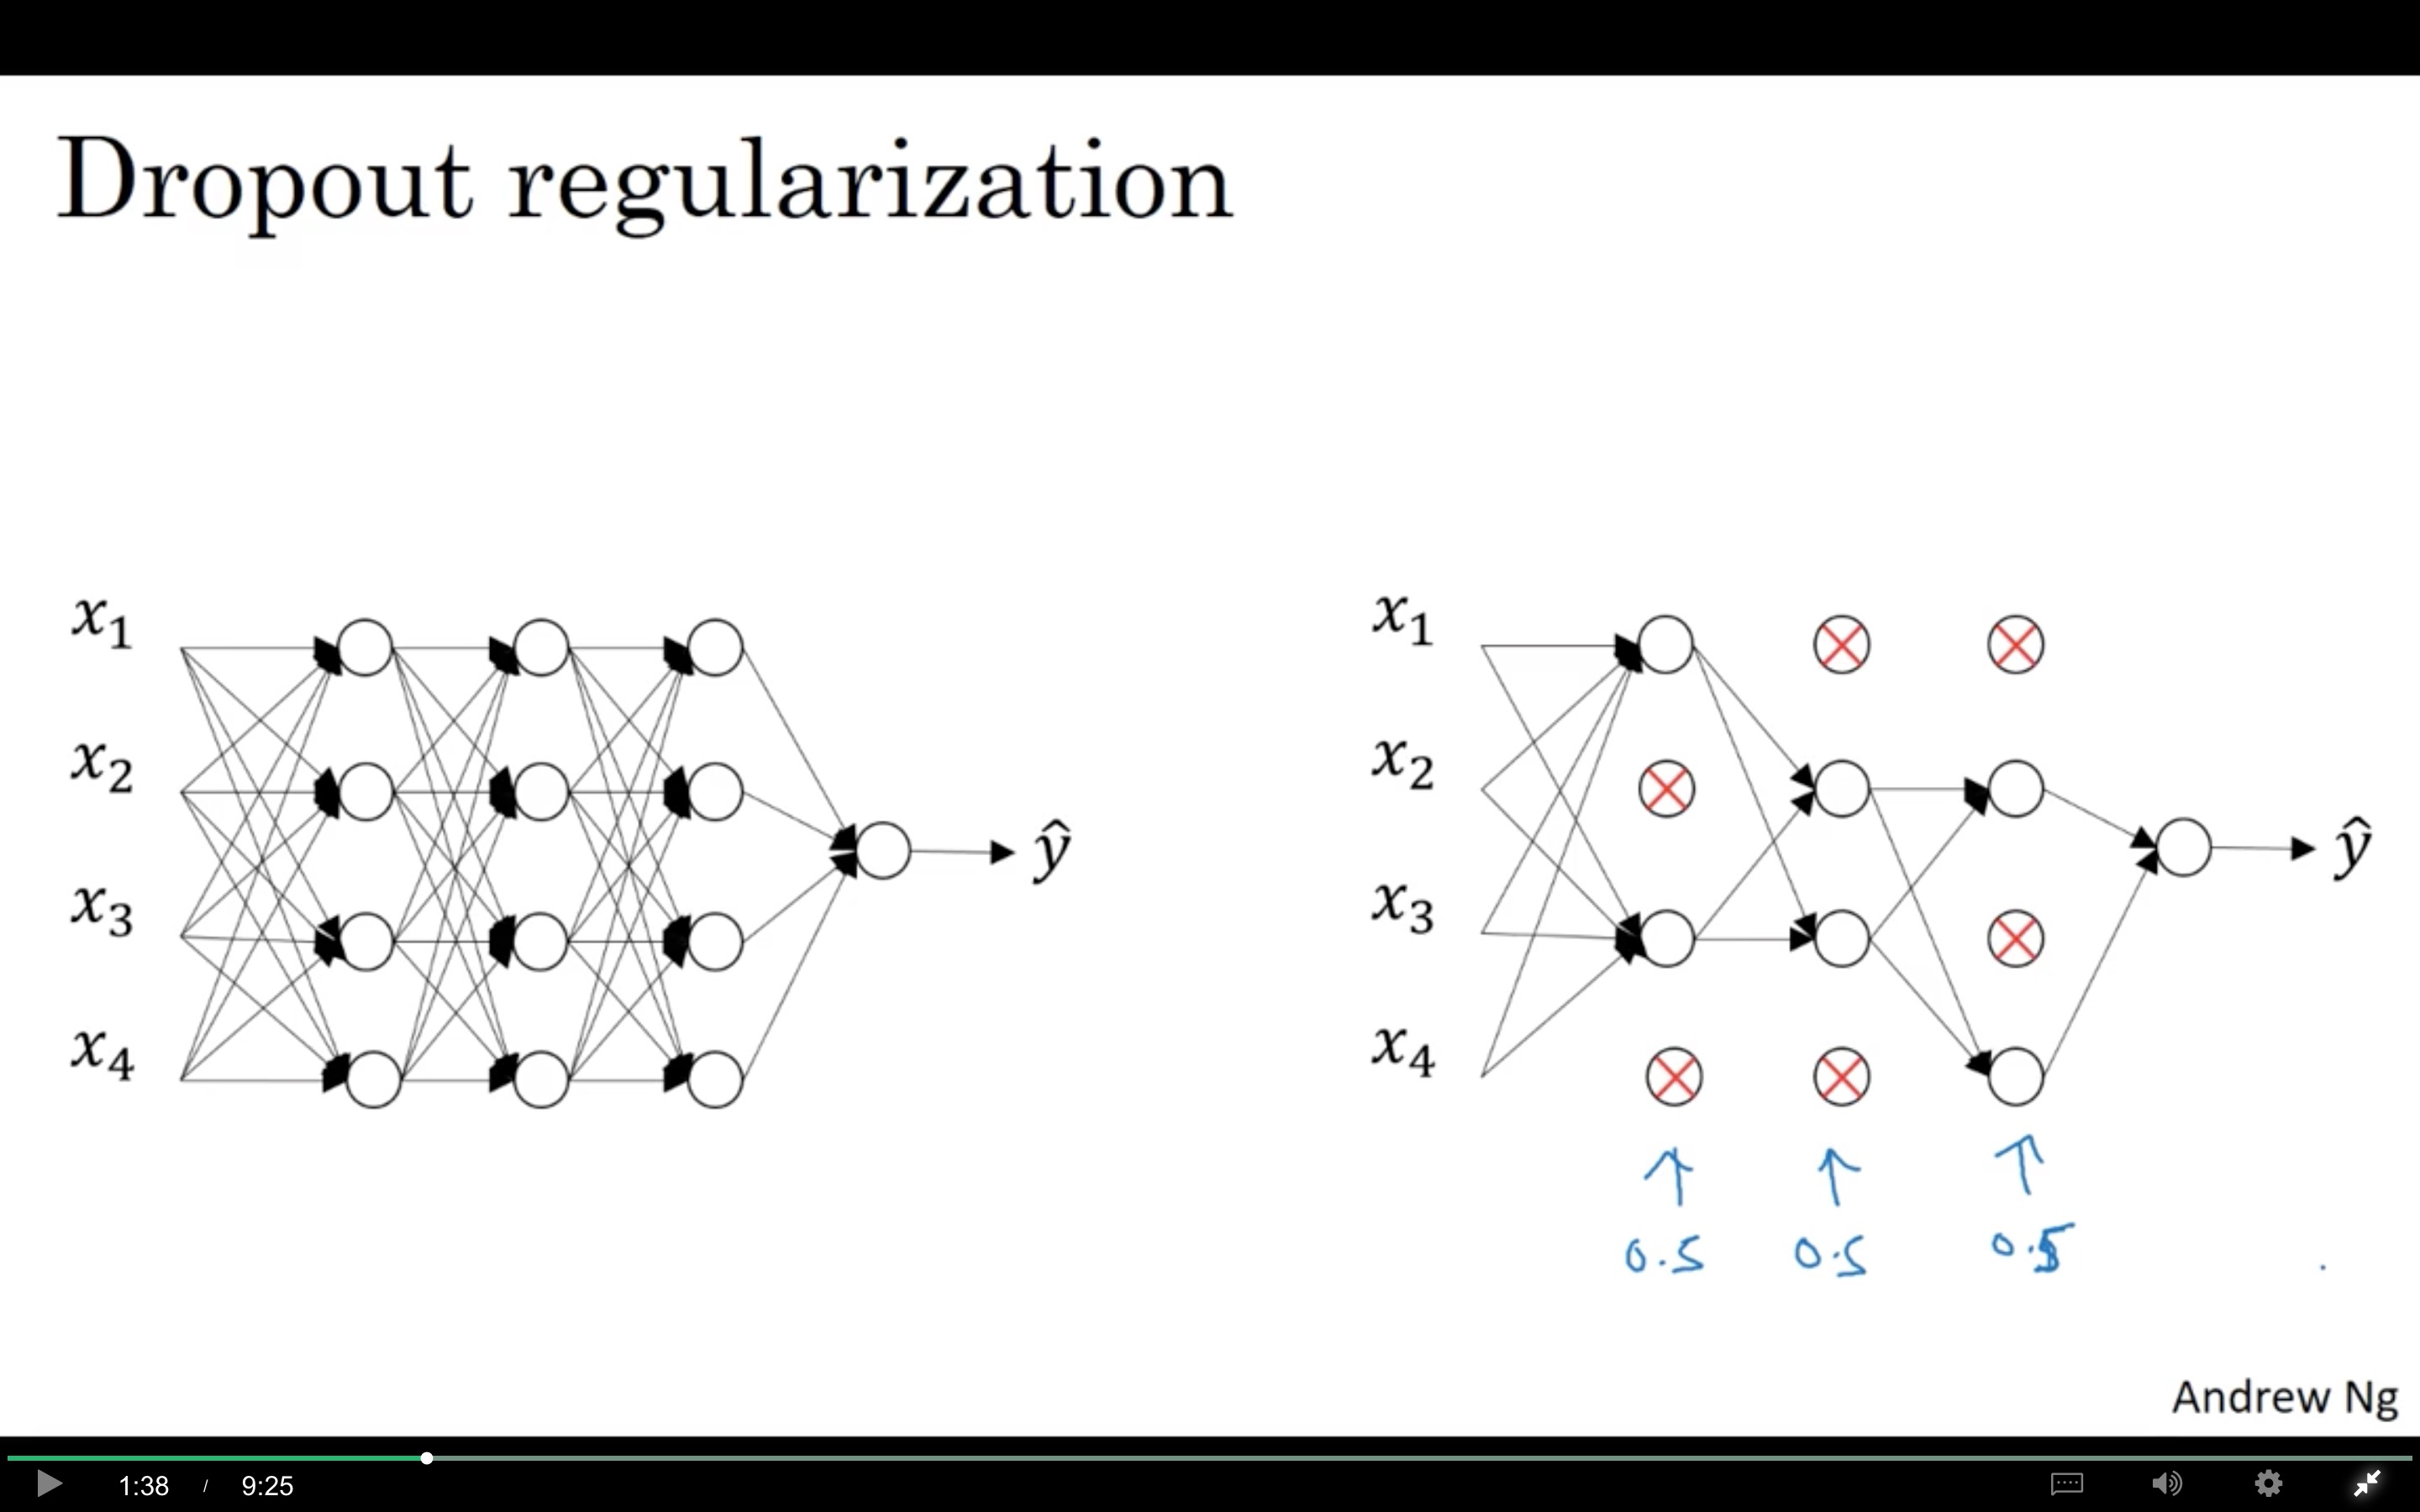 Dropout regularization
x₁
x₂
x₃
x₄
ŷ
x₁
x₂
x₃
x₄
ŷ
0.5 0.5 0.5
Andrew Ng
1:38 / 9:25